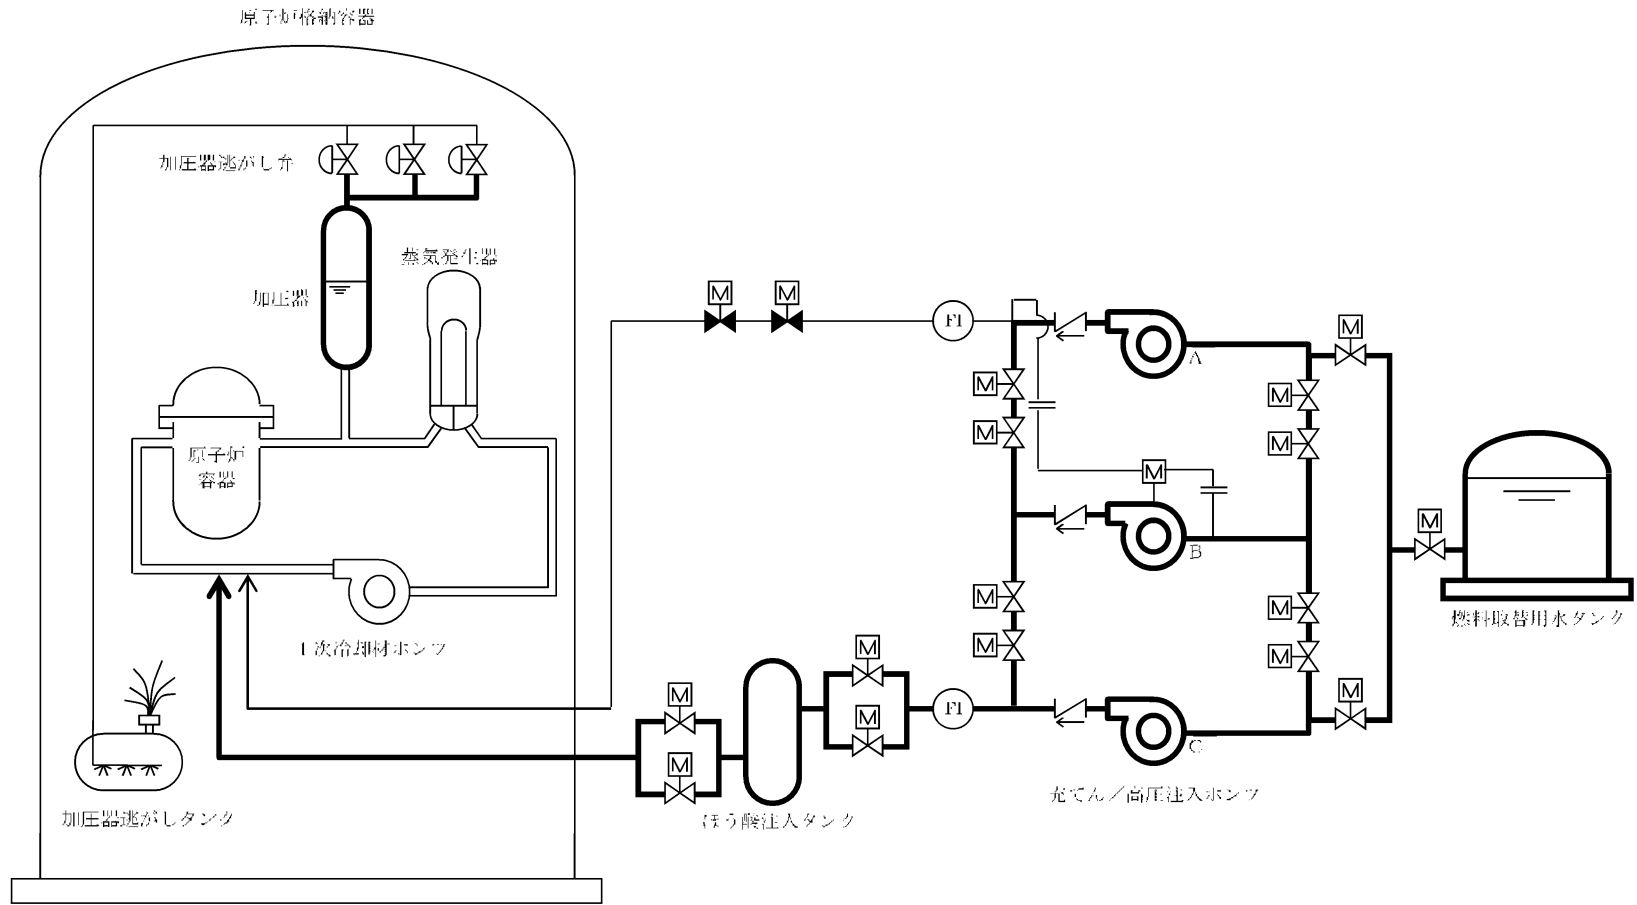 原子炉格納容器
加圧器逃がし弁
蒸気発生器
加圧器
M
M
FI
M
A
M
M
M
M
原子炉
容器
M
B
M
燃料取替用水タンク
M
M
M
M
1次冷却材ポンプ
M
M
M
M
FI
M
M
C
加圧器逃がしタンク
ほう酸注入タンク
充てん/高圧注入ポンプ